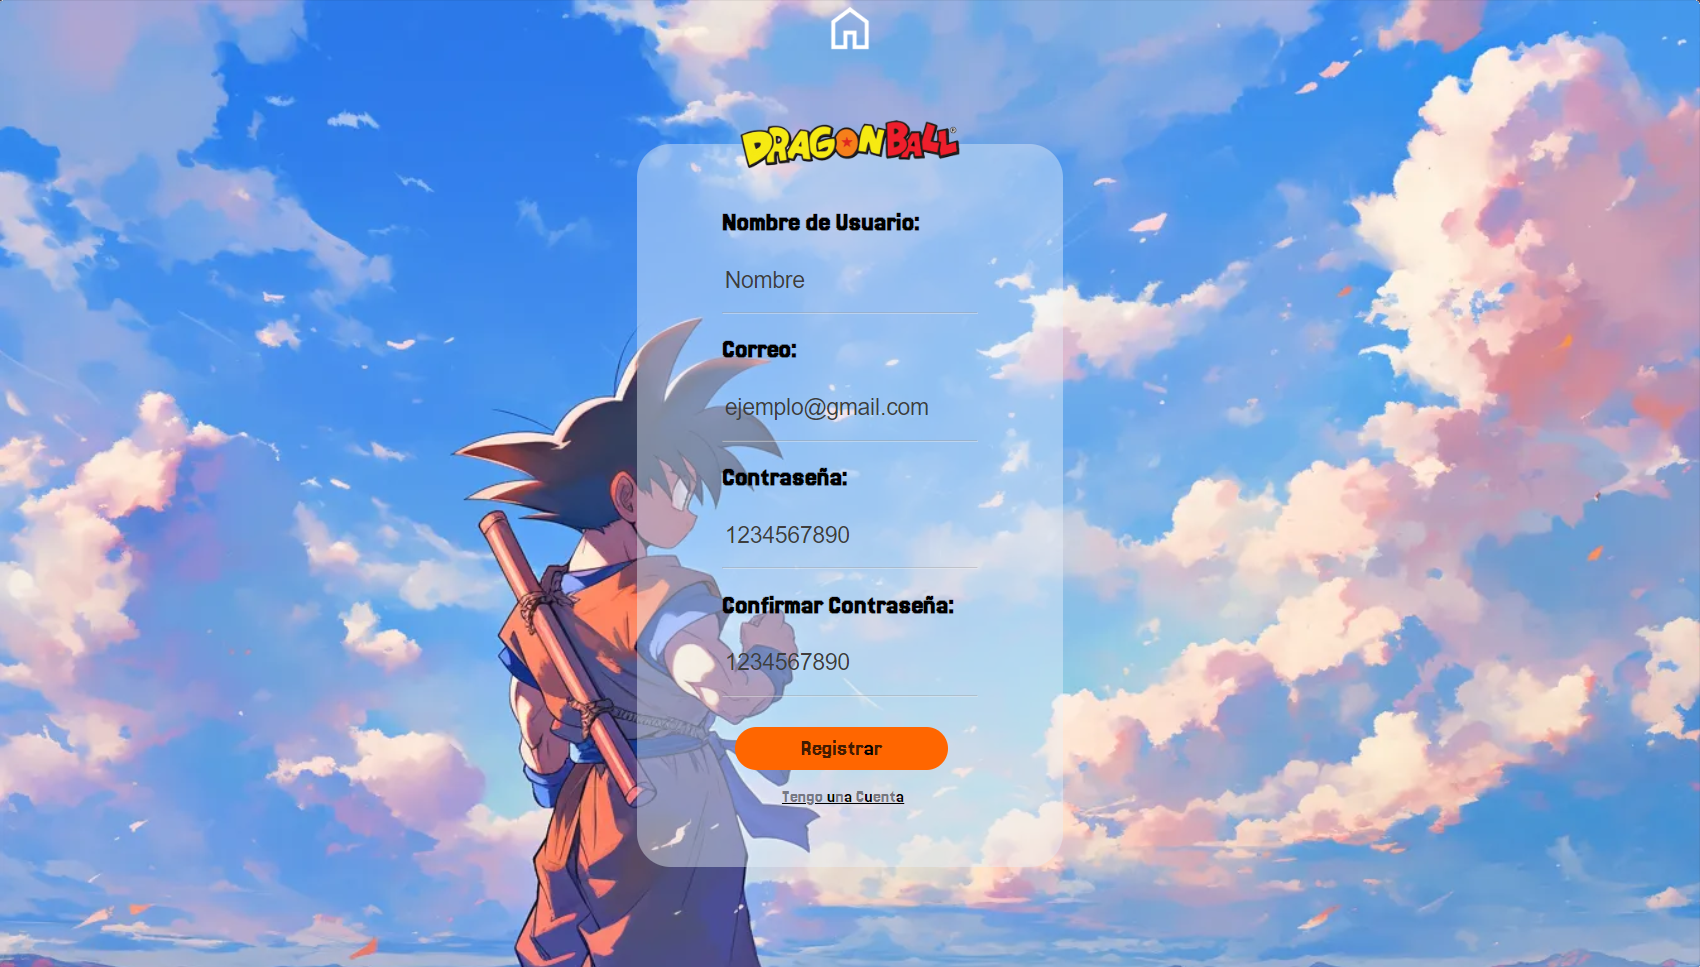 DRAGON BALL
Nombre de Usuario:
Nombre
Correo:
ejemplo@gmail.com
Contraseña:
1234567890
Confirmar Contraseña:
1234567890
Registrar
Tengo una Cuenta